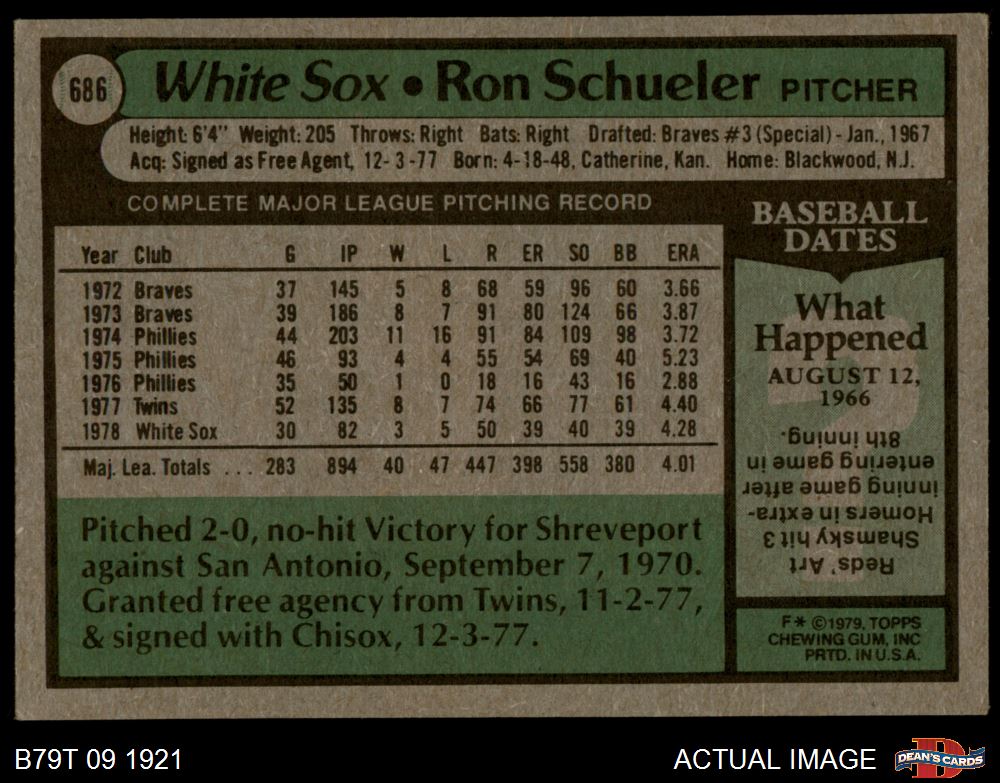 686 White Sox • Ron Schueler PITCHER
Height: 6'4" Weight: 205 Throws: Right Bats: Right Drafted: Braves #3 (Special) - Jan., 1967
Acq: Signed as Free Agent, 12-3-77 Born: 4-18-48, Catherine, Kan. Home: Blackwood, N.J.
COMPLETE MAJOR LEAGUE PITCHING RECORD
Year Club G IP W L R ER SO BB ERA
1972 Braves 37 145 5 8 68 59 96 60 3.66
1973 Braves 39 186 8 7 91 80 124 66 3.87
1974 Phillies 44 203 11 16 91 84 109 98 3.72
1975 Phillies 46 93 4 4 55 54 69 40 5.23
1976 Phillies 35 50 1 0 18 16 43 16 2.88
1977 Twins 52 135 8 7 74 66 77 61 4.40
1978 White Sox 30 82 3 5 50 39 40 39 4.28
Maj. Lea. Totals ... 283 894 40 47 447 398 558 380 4.01
Pitched 2-0, no-hit Victory for Shreveport
against San Antonio, September 7, 1970.
Granted free agency from Twins, 11-2-77,
& signed with Chisox, 12-3-77.
BASEBALL
DATES
What
Happened
AUGUST 12,
1966
Reds' Art
Shamsky hit 3
Homers in extra-
inning game after
entering game in
8th inning.
F* ©1979, TOPPS
CHEWING GUM, INC
PRTD. IN U.S.A.
B79T 09 1921
ACTUAL IMAGE
D
DEAN'S CARDS